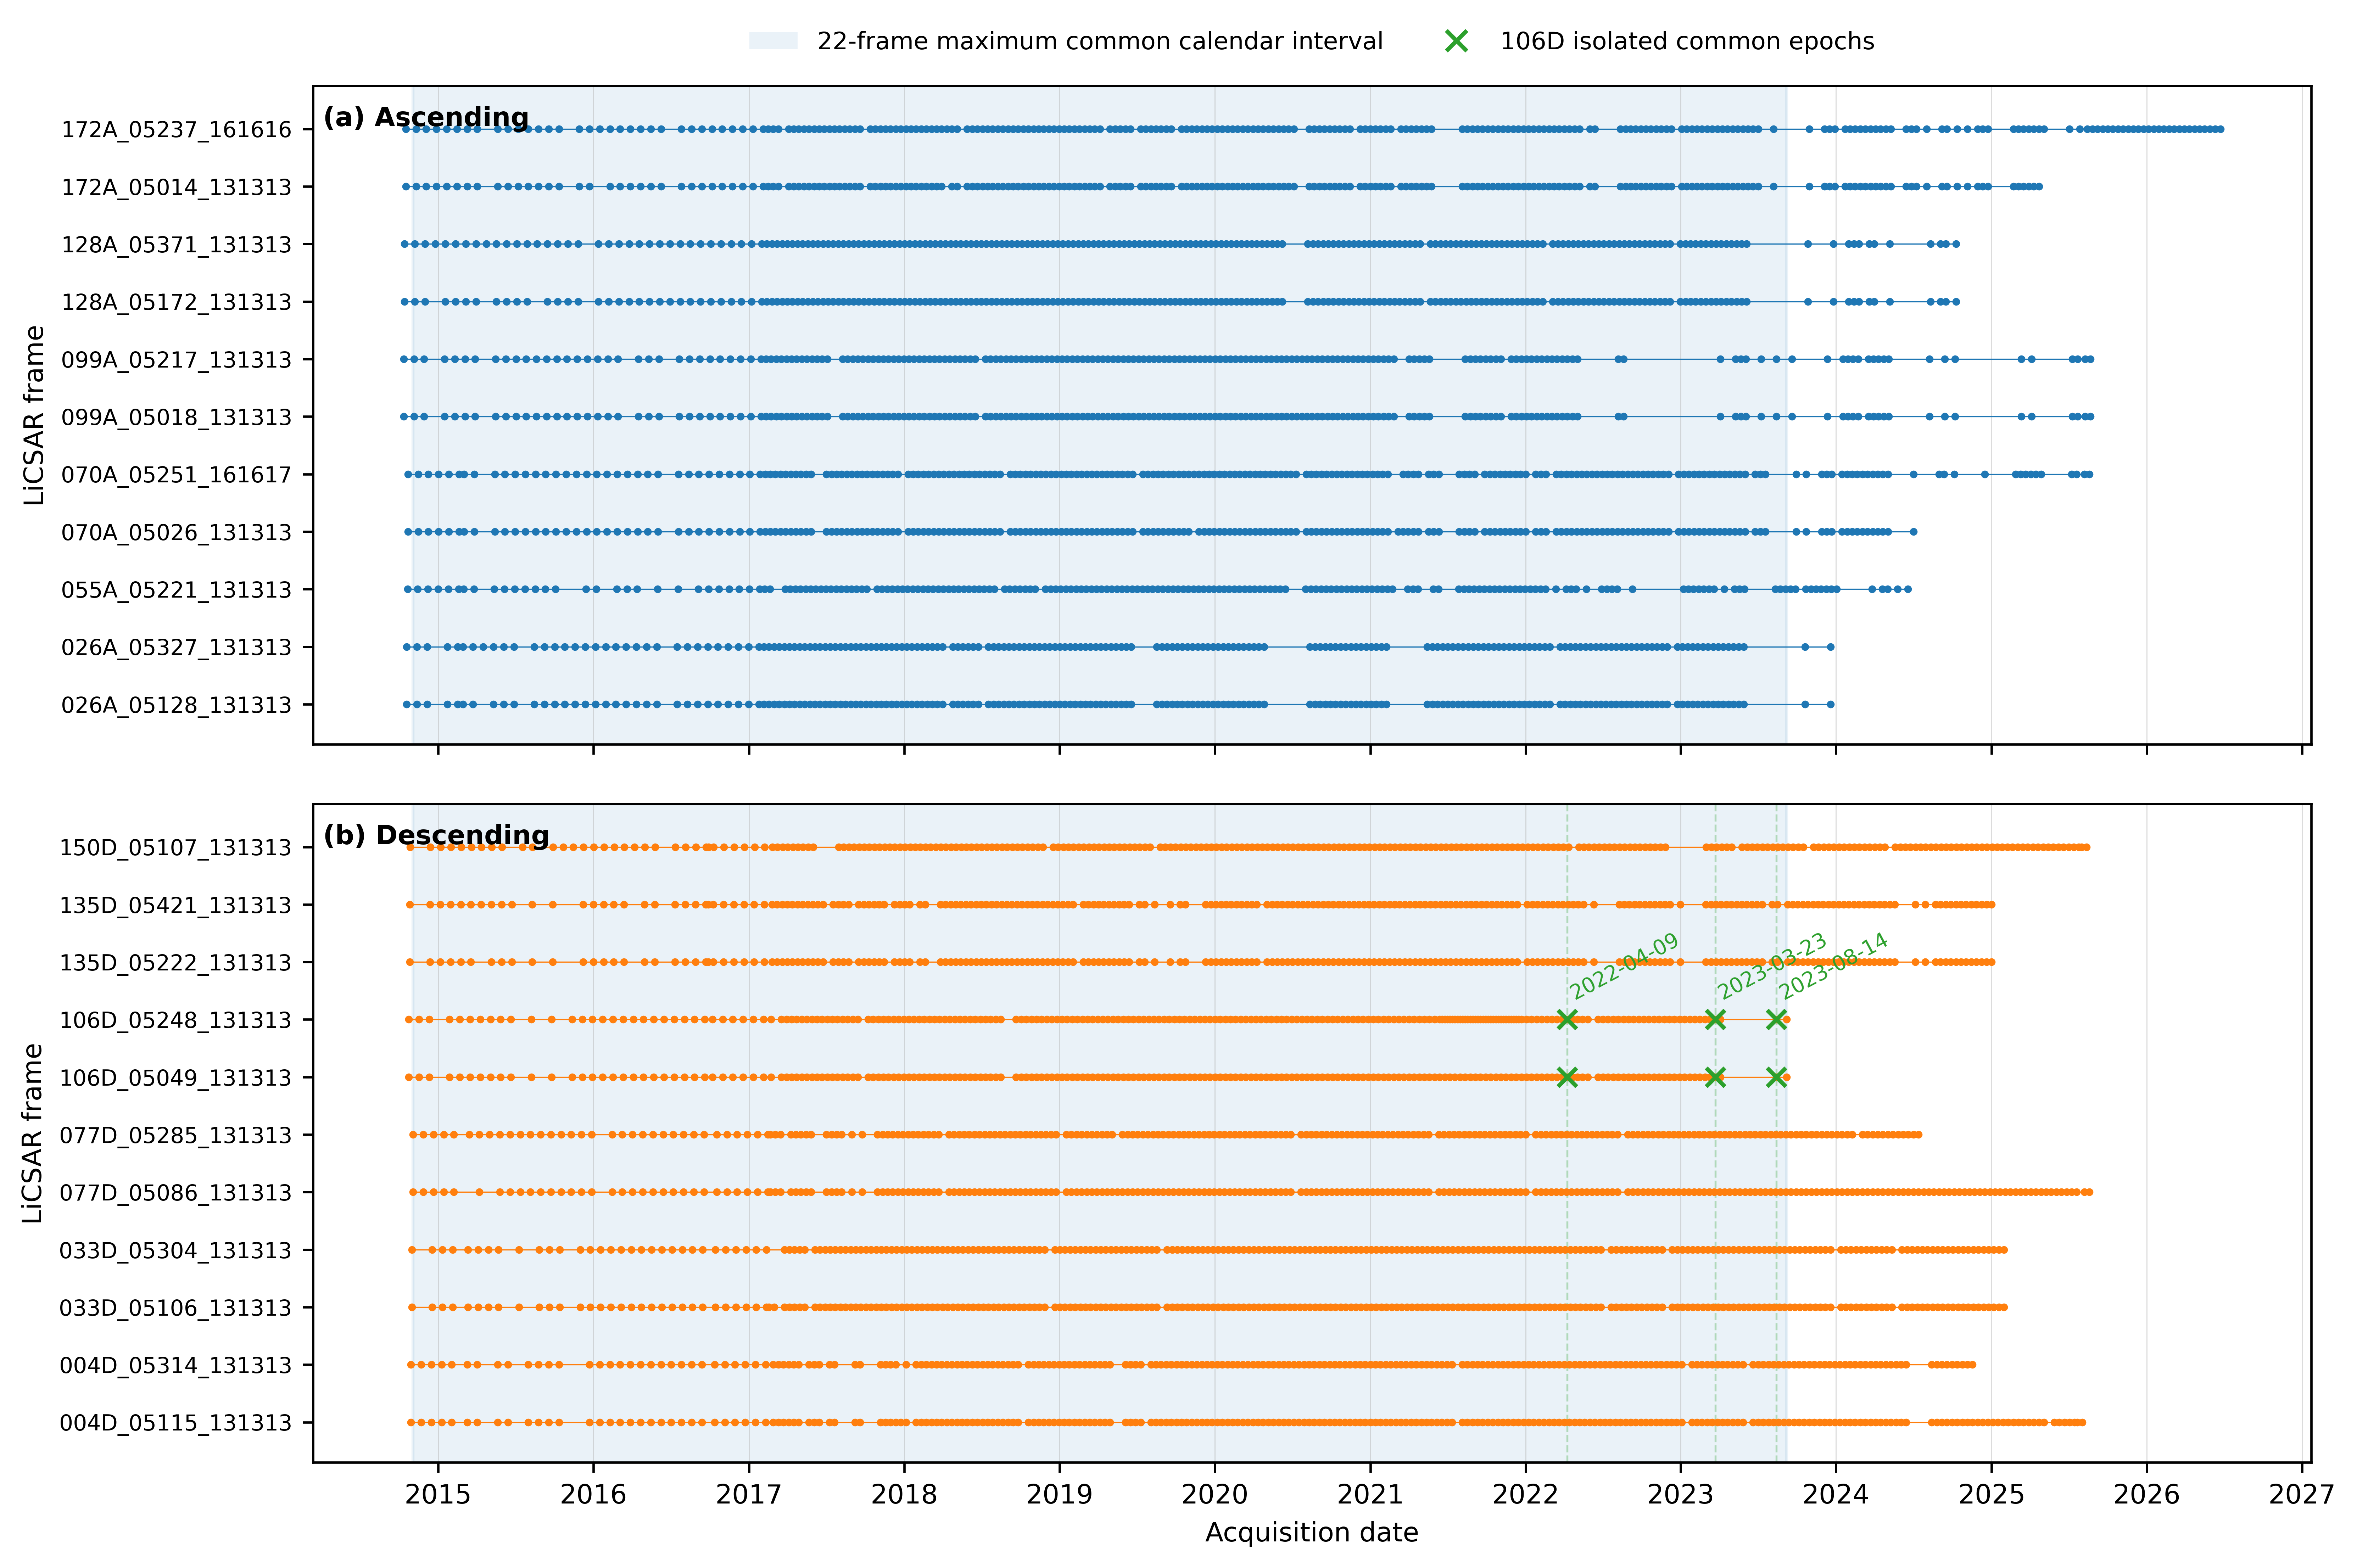 22-frame maximum common calendar interval
106D isolated common epochs
(a) Ascending
LiCSAR frame
172A_05237_161616
172A_05014_131313
128A_05371_131313
128A_05172_131313
099A_05217_131313
099A_05018_131313
070A_05251_161617
070A_05026_131313
055A_05221_131313
026A_05327_131313
026A_05128_131313
(b) Descending
LiCSAR frame
150D_05107_131313
135D_05421_131313
135D_05222_131313
106D_05248_131313
106D_05049_131313
077D_05285_131313
077D_05086_131313
033D_05304_131313
033D_05106_131313
004D_05314_131313
004D_05115_131313
2022-04-09
2023-03-23
2023-08-14
2015 2016 2017 2018 2019 2020 2021 2022 2023 2024 2025 2026 2027
Acquisition date